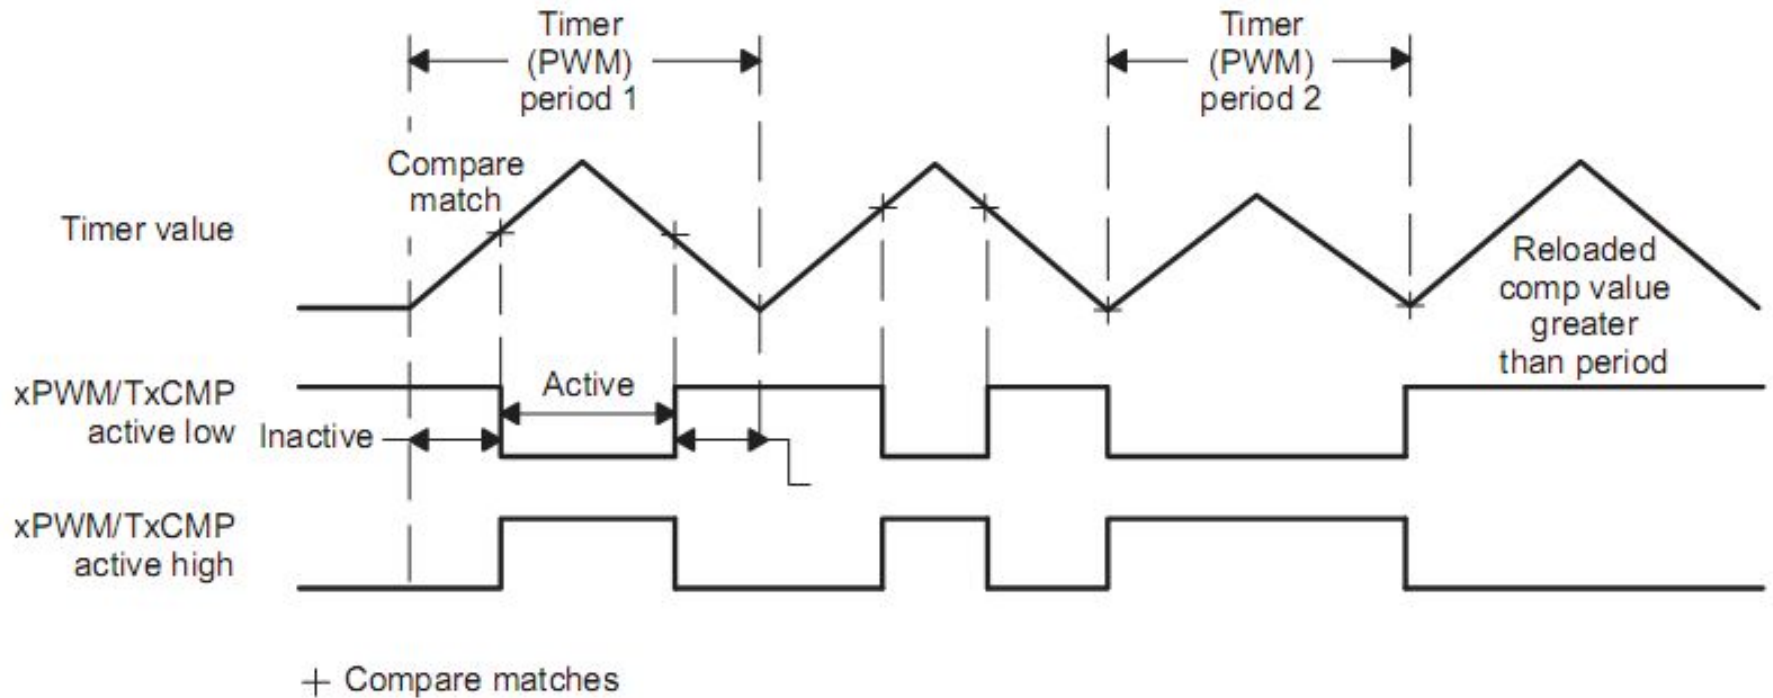 Timer
(PWM)
period 1
Timer
(PWM)
period 2
Compare
match
Timer value
Reloaded
comp value
greater
than period
xPWM/TxCMP
active low
Active
Inactive
xPWM/TxCMP
active high
+ Compare matches